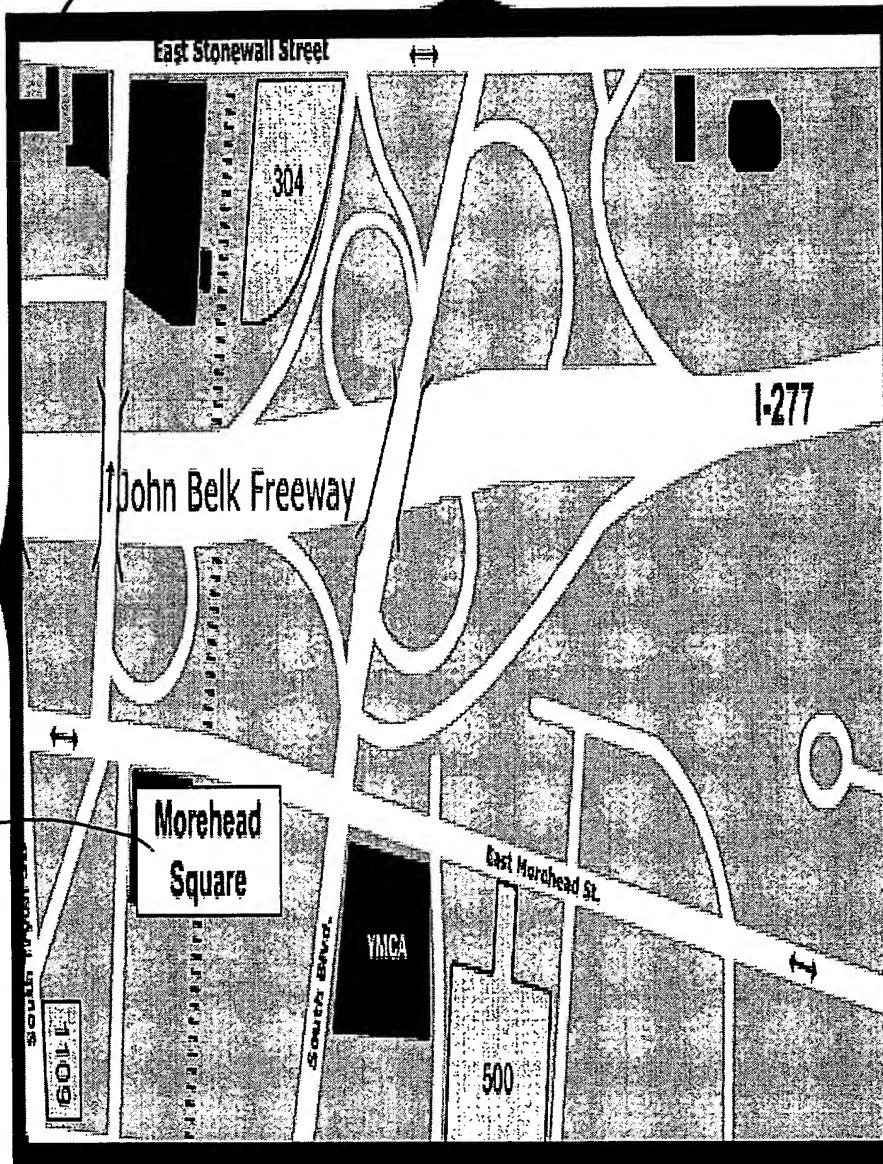 East Stonewall Street
304
I-277
John Belk Freeway
Morehead
Square
East Morehead St.
YMCA
South Blvd.
1109
500